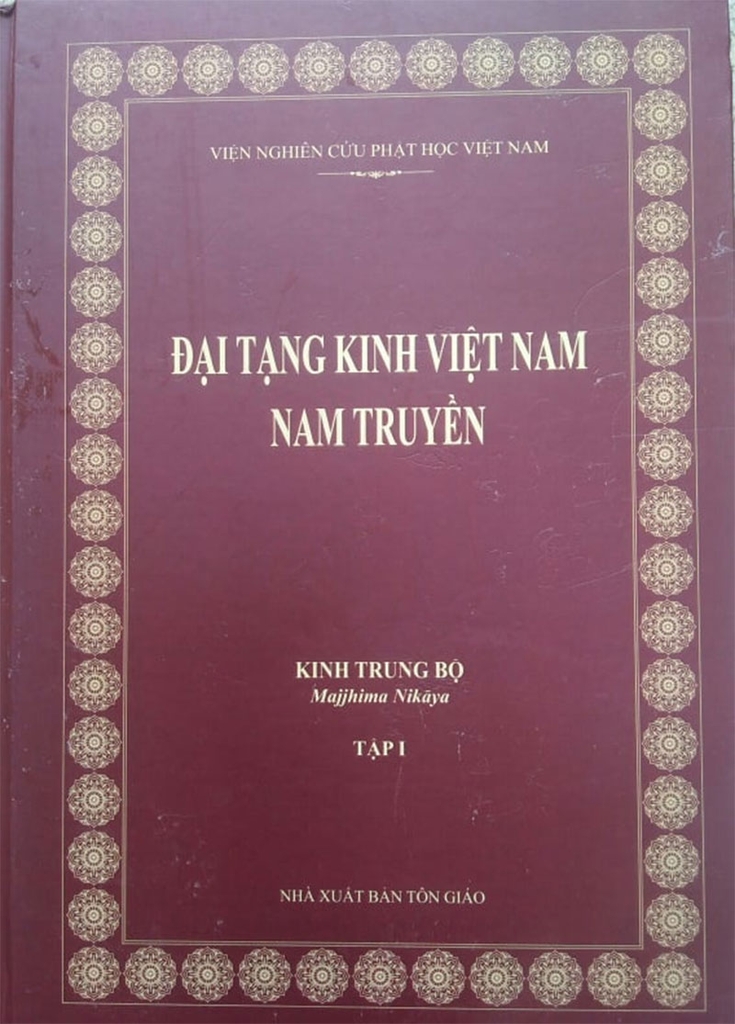 VIỆN NGHIÊN CỨU PHẬT HỌC VIỆT NAM
ĐẠI TẠNG KINH VIỆT NAM
NAM TRUYỀN
KINH TRUNG BỘ
Majjhima Nikāya
TẬP I
NHÀ XUẤT BẢN TÔN GIÁO